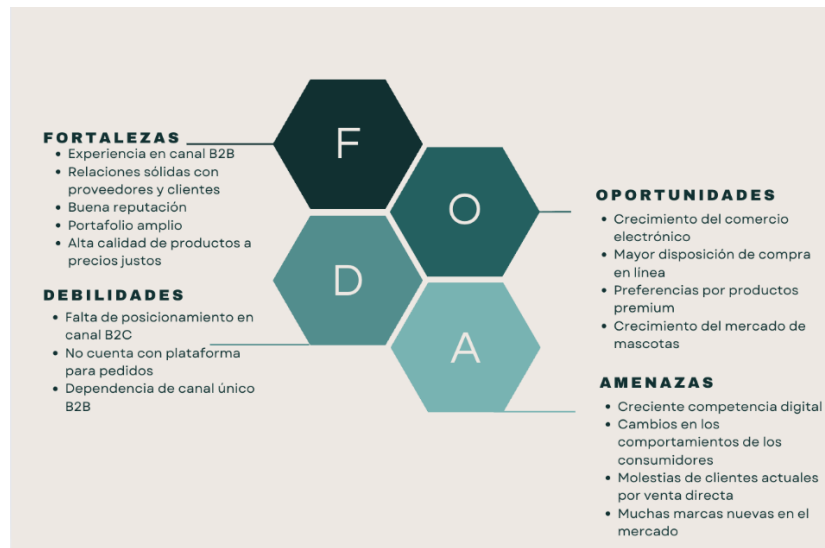 F
FORTALEZAS
Experiencia en canal B2B
Relaciones sólidas con
proveedores y clientes
Buena reputación
Portafolio amplio
Alta calidad de productos a
precios justos
O
OPORTUNIDADES
Crecimiento del comercio
electrónico
Mayor disposición de compra
en línea
Preferencias por productos
premium
Crecimiento del mercado de
mascotas
D
DEBILIDADES
Falta de posicionamiento en
canal B2C
No cuenta con plataforma
para pedidos
Dependencia de canal único
B2B
A
AMENAZAS
Creciente competencia digital
Cambios en los
comportamientos de los
consumidores
Molestias de clientes actuales
por venta directa
Muchas marcas nuevas en el
mercado